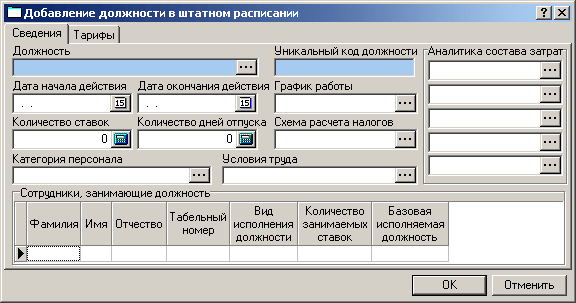 Добавление должности в штатном расписании
Сведения Тарифы
Должность Уникальный код должности Аналитика состава затрат
Дата начала действия Дата окончания действия График работы
. . 15 . . 15
Количество ставок Количество дней отпуска Схема расчета налогов
0 0
Категория персонала Условия труда
Сотрудники, занимающие должность
Фамилия Имя Отчество Табельный номер Вид исполнения должности Количество занимаемых ставок Базовая исполняемая должность
OK Отменить